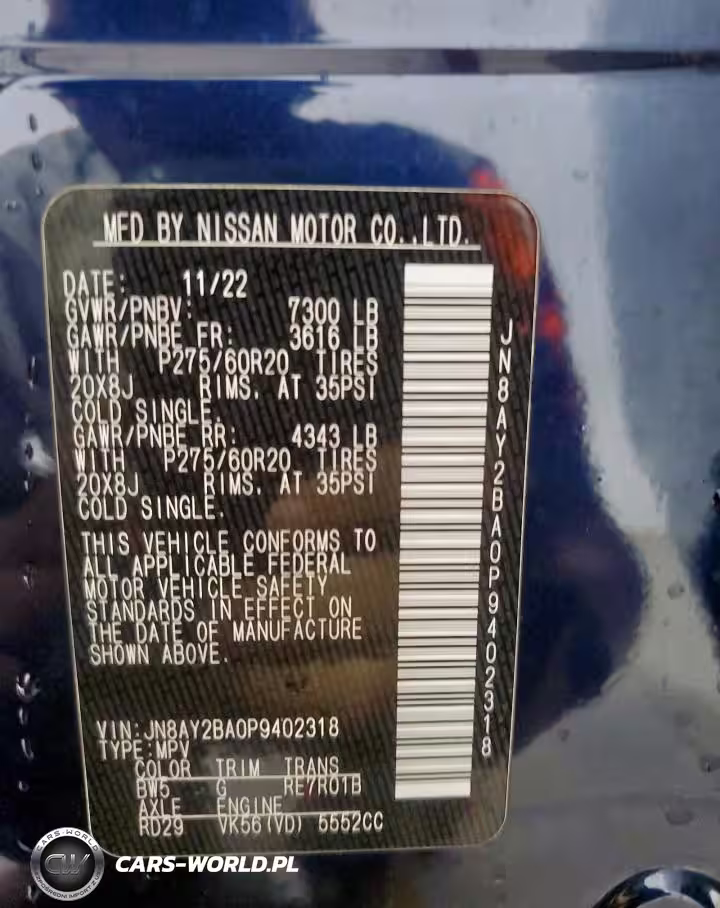 MFD BY NISSAN MOTOR CO.,LTD.
DATE: 11/22
GVWR/PNBV: 7300 LB
GAWR/PNBE FR: 3616 LB
WITH P275/60R20 TIRES
20X8J RIMS. AT 35PSI
COLD SINGLE.
GAWR/PNBE RR: 4343 LB
WITH P275/60R20 TIRES
20X8J RIMS. AT 35PSI
COLD SINGLE.
THIS VEHICLE CONFORMS TO
ALL APPLICABLE FEDERAL
MOTOR VEHICLE SAFETY
STANDARDS IN EFFECT ON
THE DATE OF MANUFACTURE
SHOWN ABOVE.
VIN:JN8AY2BA0P9402318
TYPE:MPV
COLOR TRIM TRANS
BW5 G RE7R01B
AXLE ENGINE
RD29 VK56(VD) 5552CC
JN8AY2BA0P9402318
CARS-WORLD
CW
CARS-WORLD.PL